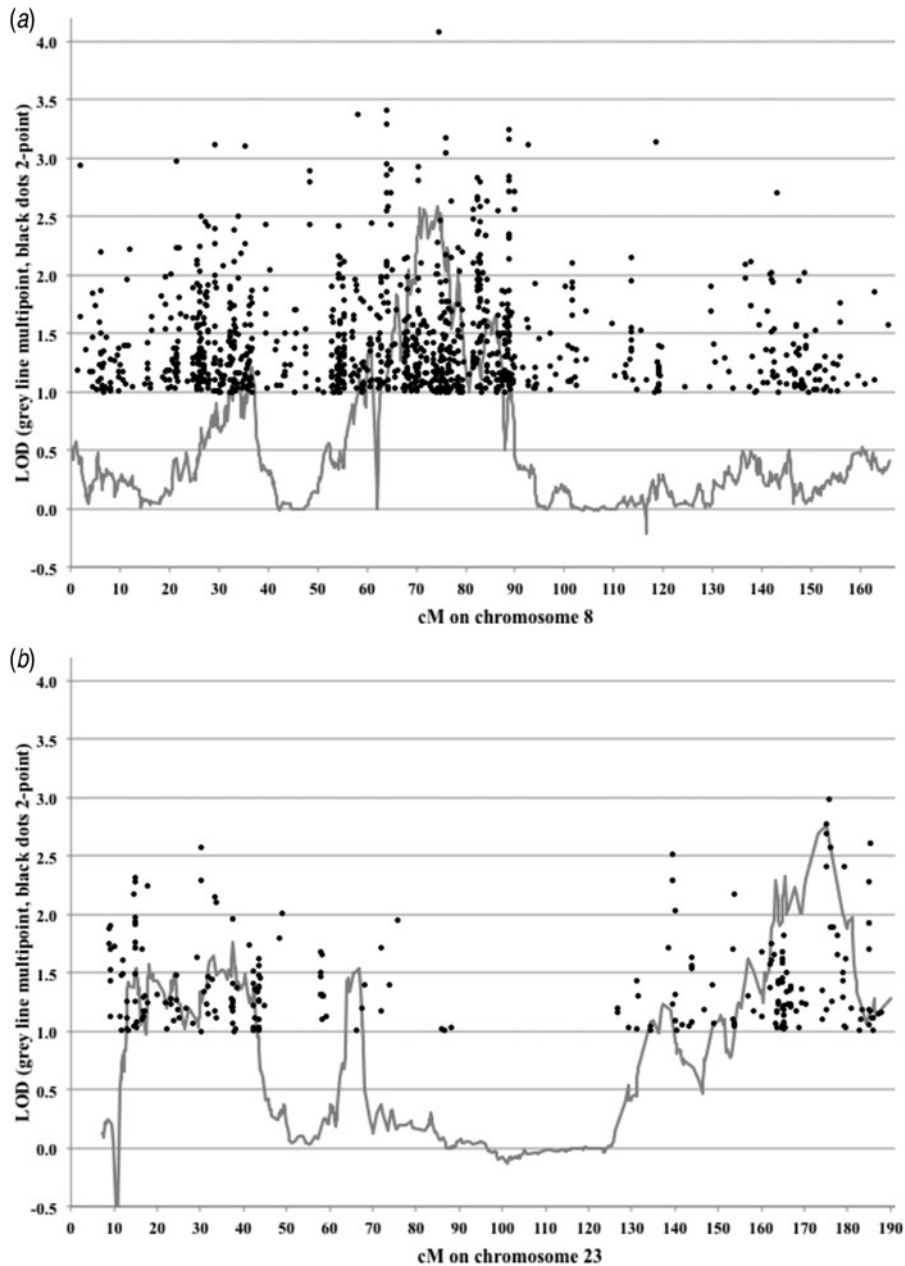 (a)
LOD (grey line multipoint, black dots 2-point)
4.0
3.5
3.0
2.5
2.0
1.5
1.0
0.5
0.0
-0.5
0 10 20 30 40 50 60 70 80 90 100 110 120 130 140 150 160
cM on chromosome 8
(b)
LOD (grey line multipoint, black dots 2-point)
4.0
3.5
3.0
2.5
2.0
1.5
1.0
0.5
0.0
-0.5
0 10 20 30 40 50 60 70 80 90 100 110 120 130 140 150 160 170 180 190
cM on chromosome 23